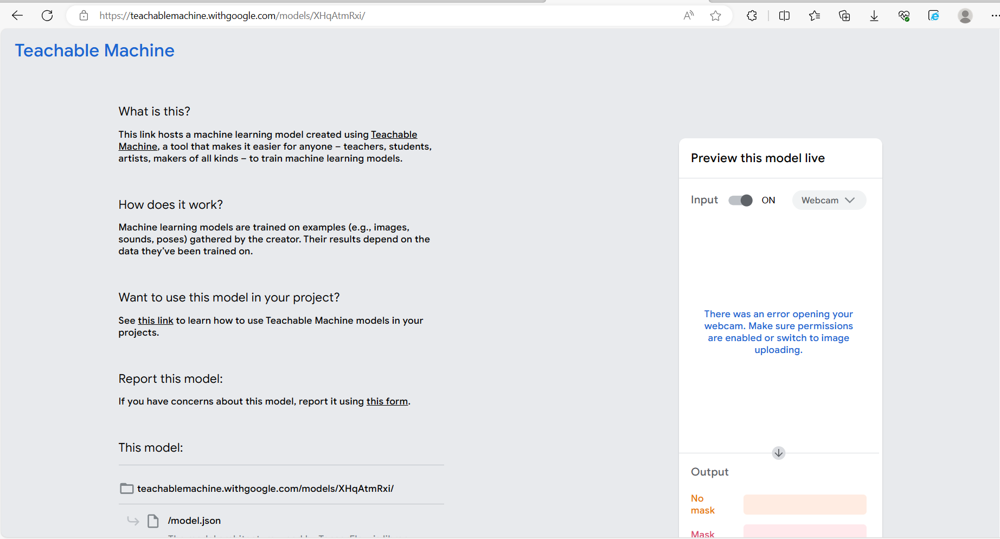 https://teachablemachine.withgoogle.com/models/XHqAtmRxi/
Teachable Machine
What is this?
This link hosts a machine learning model created using Teachable
Machine, a tool that makes it easier for anyone – teachers, students,
artists, makers of all kinds – to train machine learning models.
How does it work?
Machine learning models are trained on examples (e.g., images,
sounds, poses) gathered by the creator. Their results depend on the
data they’ve been trained on.
Want to use this model in your project?
See this link to learn how to use Teachable Machine models in your
projects.
Report this model:
If you have concerns about this model, report it using this form.
This model:
teachablemachine.withgoogle.com/models/XHqAtmRxi/
/model.json
Preview this model live
Input ON Webcam
There was an error opening your
webcam. Make sure permissions
are enabled or switch to image
uploading.
Output
No
mask
Mask